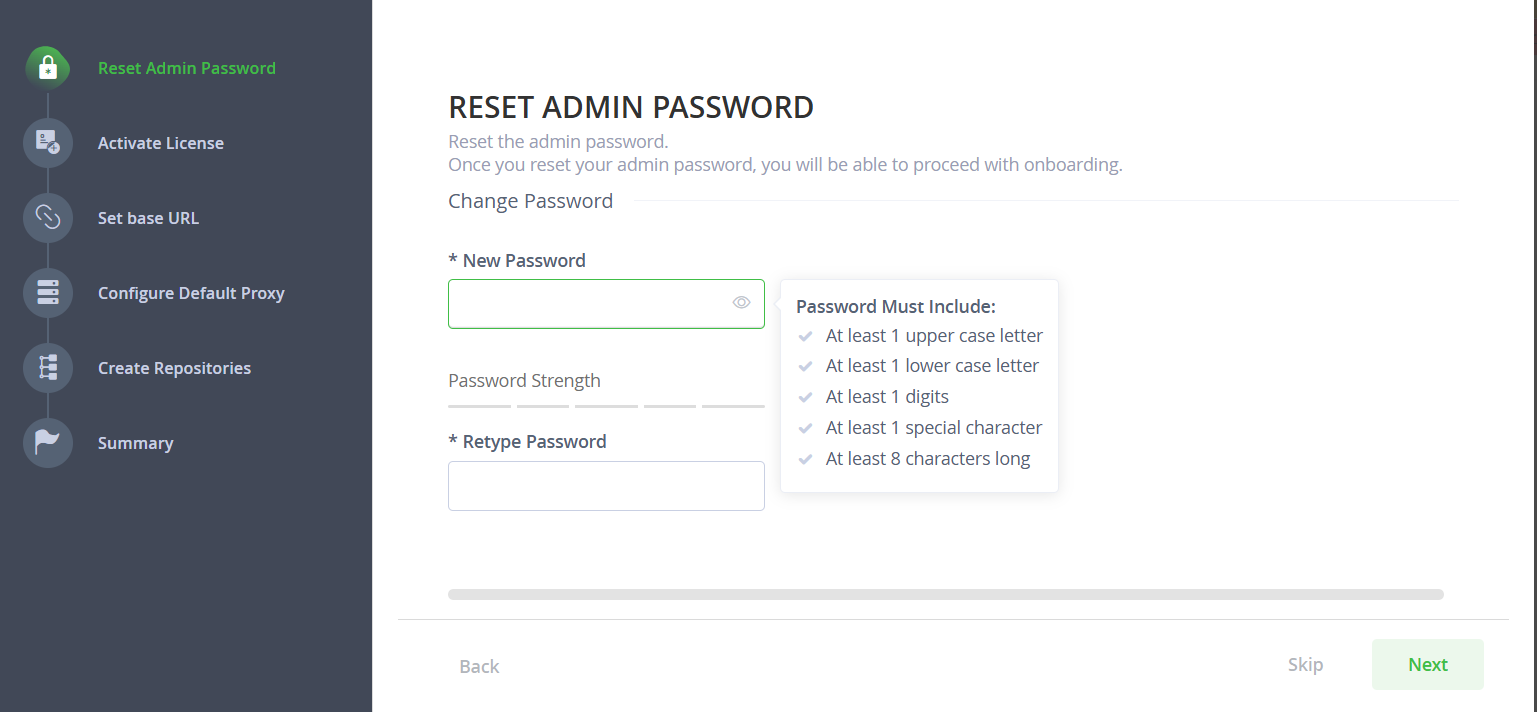 Reset Admin Password
Activate License
Set base URL
Configure Default Proxy
Create Repositories
Summary
RESET ADMIN PASSWORD
Reset the admin password.
Once you reset your admin password, you will be able to proceed with onboarding.
Change Password
* New Password
Password Must Include:
At least 1 upper case letter
At least 1 lower case letter
At least 1 digits
At least 1 special character
At least 8 characters long
Password Strength
* Retype Password
Back
Skip
Next